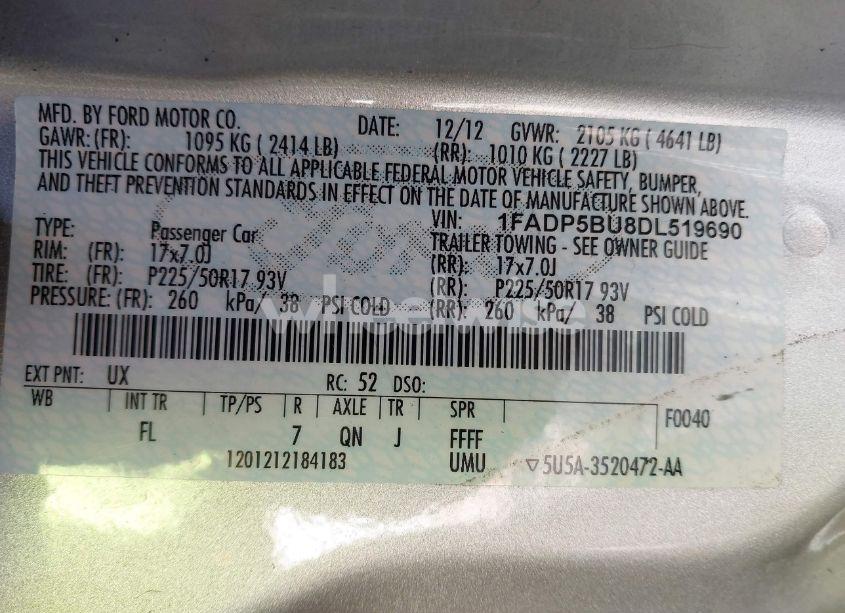 MFD. BY FORD MOTOR CO. DATE: 12/12 GVWR: 2105 KG ( 4641 LB)
GAWR: (FR): 1095 KG ( 2414 LB) (RR): 1010 KG ( 2227 LB)
THIS VEHICLE CONFORMS TO ALL APPLICABLE FEDERAL MOTOR VEHICLE SAFETY, BUMPER,
AND THEFT PREVENTION STANDARDS IN EFFECT ON THE DATE OF MANUFACTURE SHOWN ABOVE.
VIN: 1FADP5BU8DL519690
TYPE: Passenger Car TRAILER TOWING - SEE OWNER GUIDE
RIM: (FR): 17x7.0J (RR): 17x7.0J
TIRE: (FR): P225/50R17 93V (RR): P225/50R17 93V
PRESSURE: (FR): 260 kPa/ 38 PSI COLD (RR): 260 kPa/ 38 PSI COLD
wheelwise
EXT PNT: UX RC: 52 DSO:
WB INT TR TP/PS R AXLE TR SPR F0040
FL 7 QN J FFFF
1201212184183 UMU ▽5U5A-3520472-AA